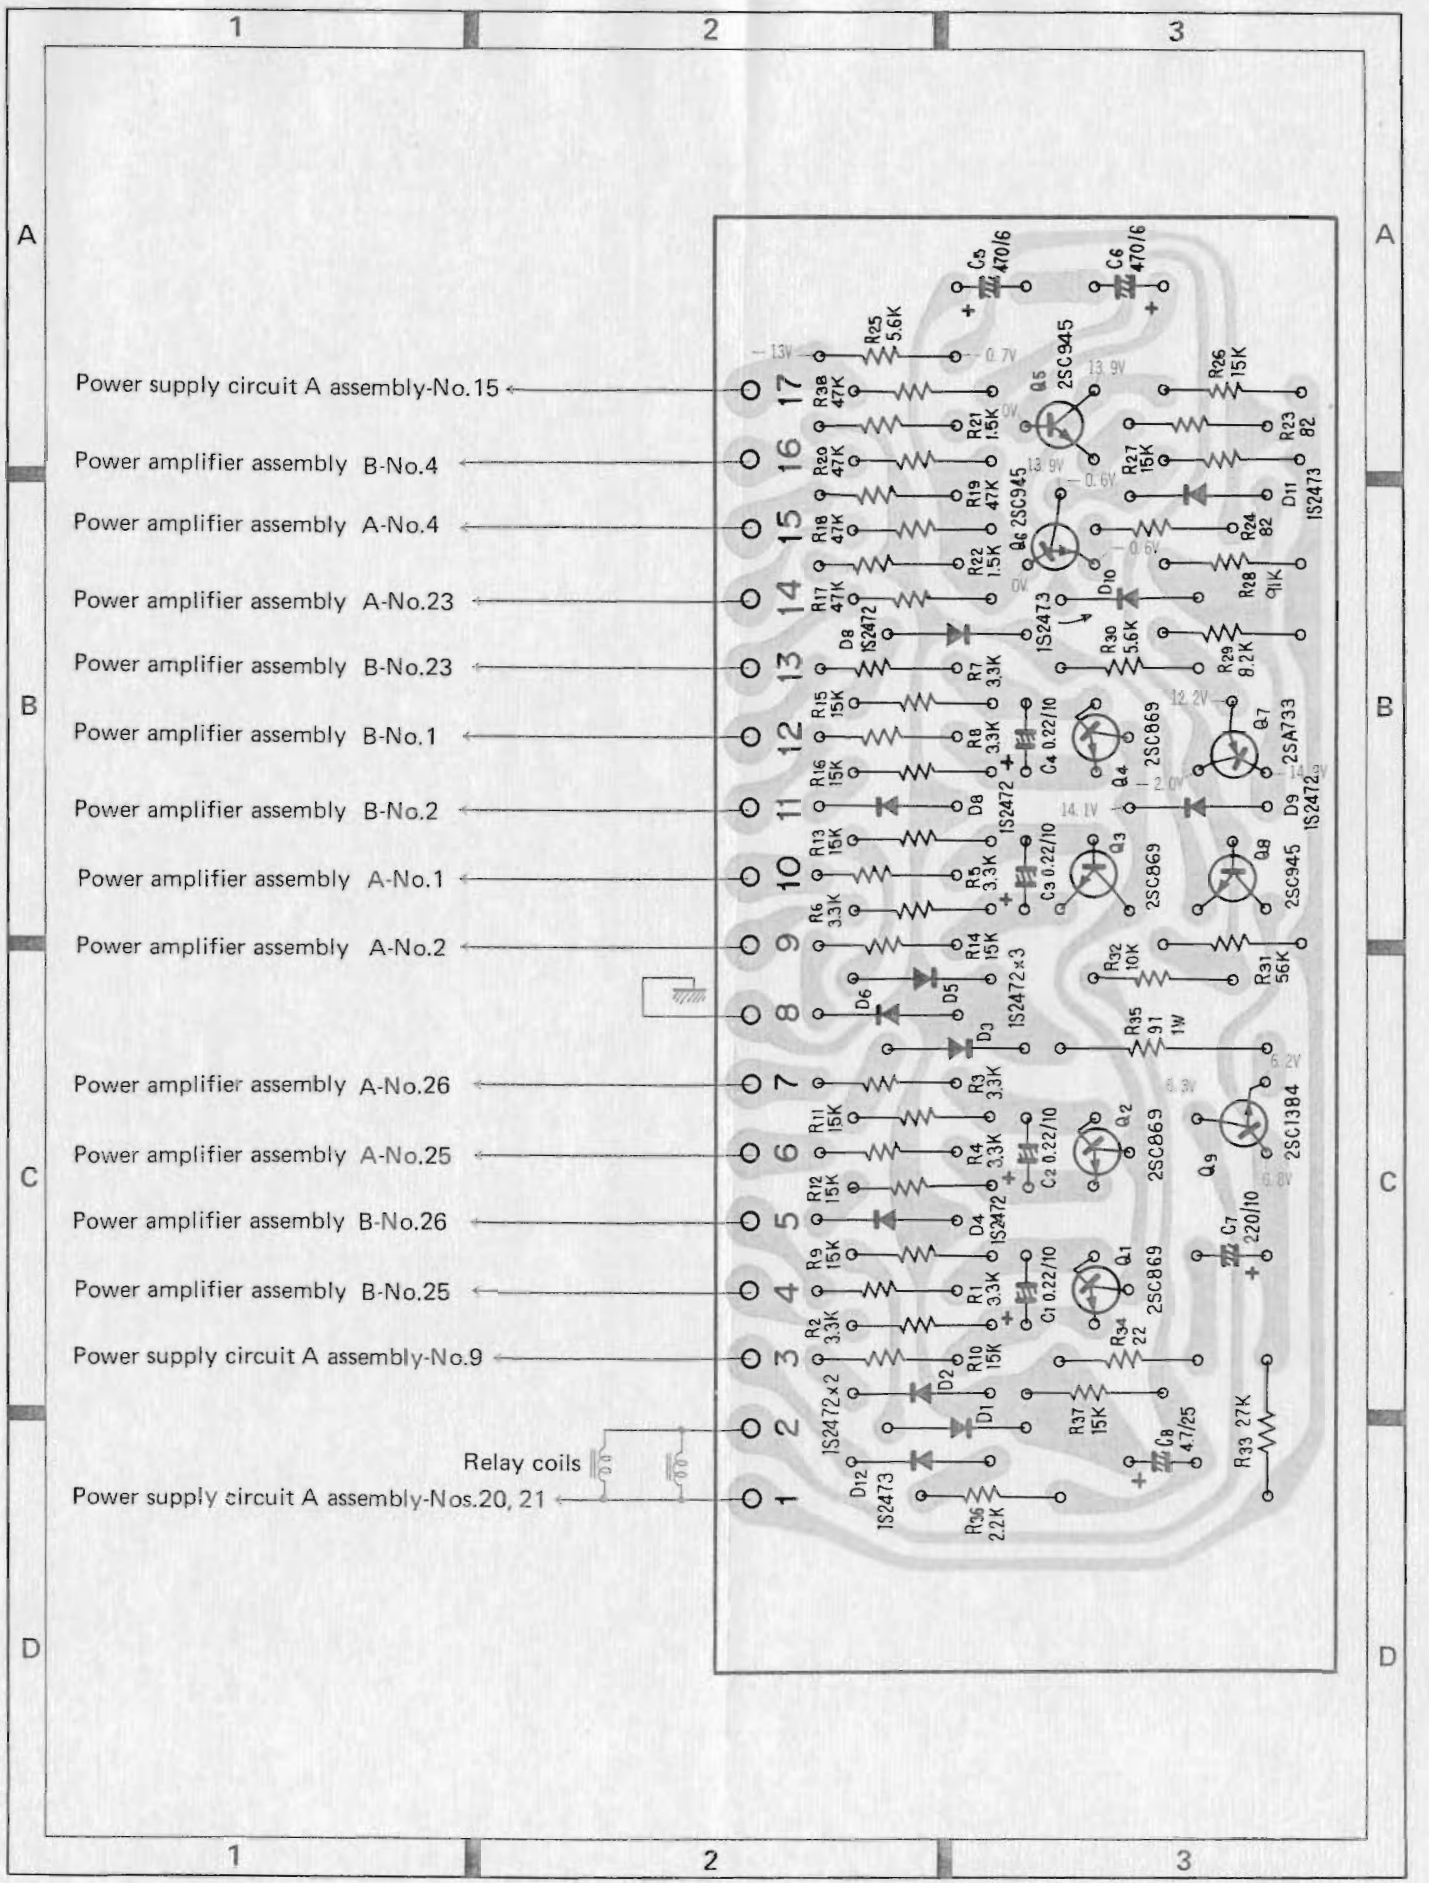 1 2 3
A A
C5 470/6
C6 470/6
R25 5.6K
-13V -0.7V
Q5 2SC945
13.9V
R26 15K
Power supply circuit A assembly-No.15
17
R38 47K
R21 1.5K
0V
R23 82
Power amplifier assembly B-No.4
16
R20 47K
13.9V
R27 15K
-0.6V
R19 47K
Q6 2SC945
D11 1S2473
Power amplifier assembly A-No.4
15
R18 47K
R24 82
-0.6V
R22 1.5K
0V
R28 91K
Power amplifier assembly A-No.23
14
R17 47K
1S2473
D10
D8 1S2472
R30 5.6K
R29 8.2K
Power amplifier assembly B-No.23
13
R7 3.3K
B B
R15 15K
12.2V
Q7 2SA733
Power amplifier assembly B-No.1
12
R8 3.3K
+
C4 0.22/10
Q4 2SC869
R16 15K
-2.0V
Power amplifier assembly B-No.2
11
D8 1S2472
14.1V
D9 1S2472
R13 15K
Power amplifier assembly A-No.1
10
R5 3.3K
+
C3 0.22/10
Q3 2SC869
Q8 2SC945
R6 3.3K
Power amplifier assembly A-No.2
9
R14 15K
R32 10K
R31 56K
D5
1S2472x3
8
D6
D3
R35 91 1W
6.2V
Power amplifier assembly A-No.26
7
R3 3.3K
6.3V
R11 15K
Q2 2SC869
Q9 2SC1384
Power amplifier assembly A-No.25
6
R4 3.3K
+
C2 0.22/10
6.8V
C C
R12 15K
Power amplifier assembly B-No.26
5
D4 1S2472
C7 220/10
+
R9 15K
Power amplifier assembly B-No.25
4
R1 3.3K
+
C1 0.22/10
Q1 2SC869
R2 3.3K
R34 22
Power supply circuit A assembly-No.9
3
R10 15K
1S2472x2
D2
D1
R37 15K
C8 4.7/25
+
R33 27K
2
Relay coils
D12 1S2473
Power supply circuit A assembly-Nos.20, 21
1
R36 2.2K
D D
1 2 3